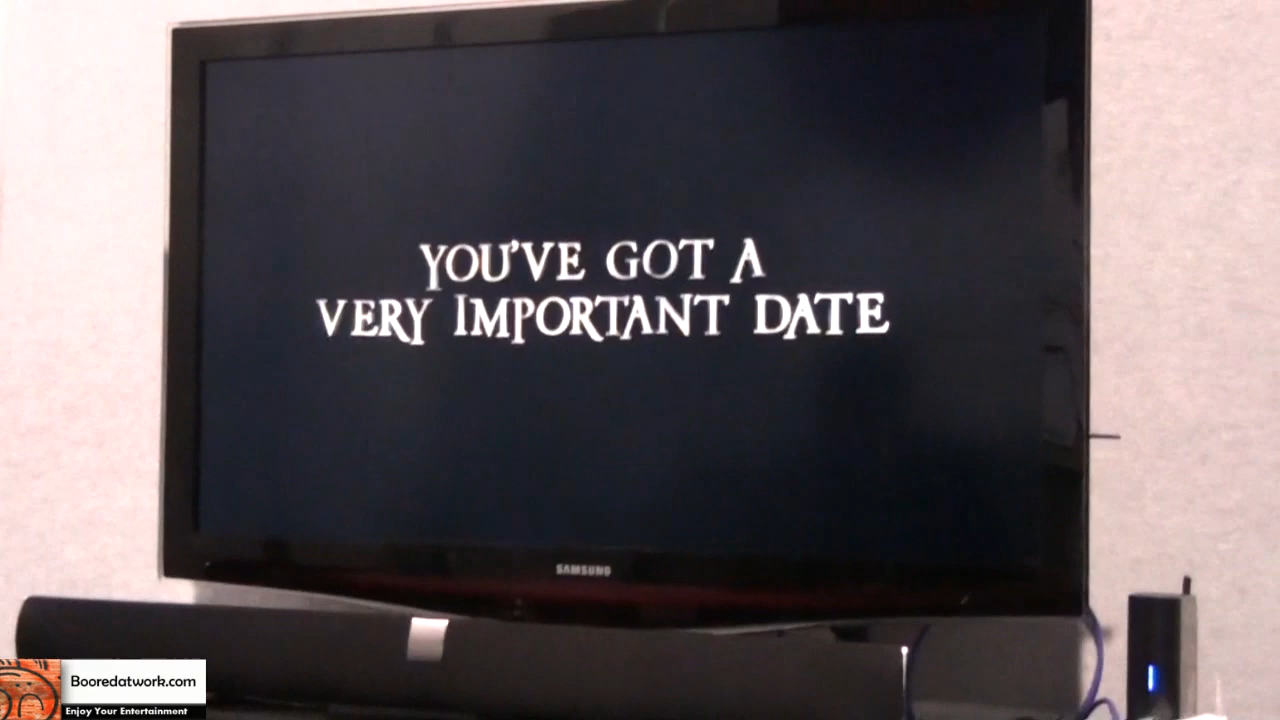 YOU'VE GOT A
VERY IMPORTANT DATE
SAMSUNG
Booredatwork.com
Enjoy Your Entertainment